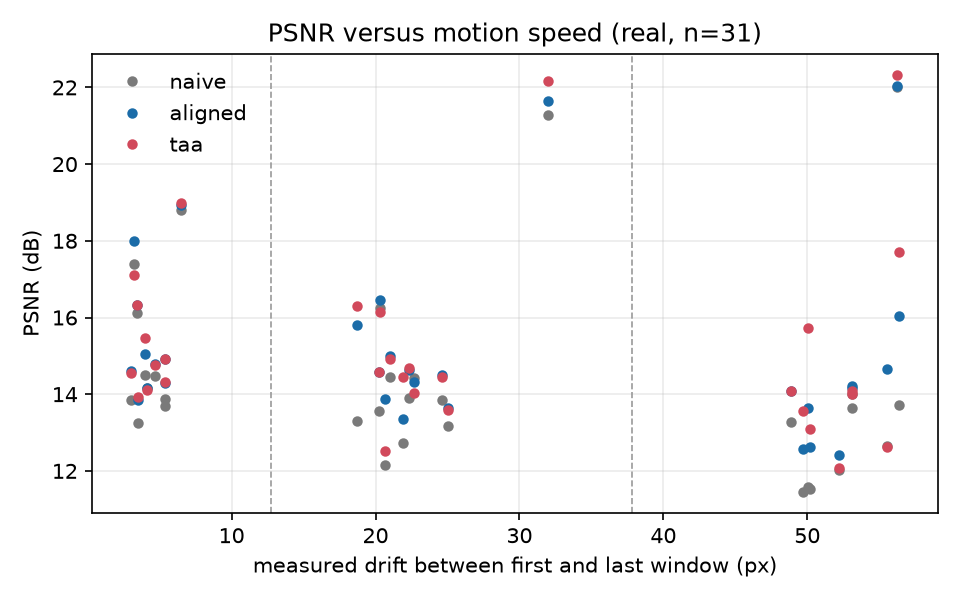 PSNR versus motion speed (real, n=31)
naive
aligned
taa
PSNR (dB)
22
20
18
16
14
12
10
20
30
40
50
measured drift between first and last window (px)